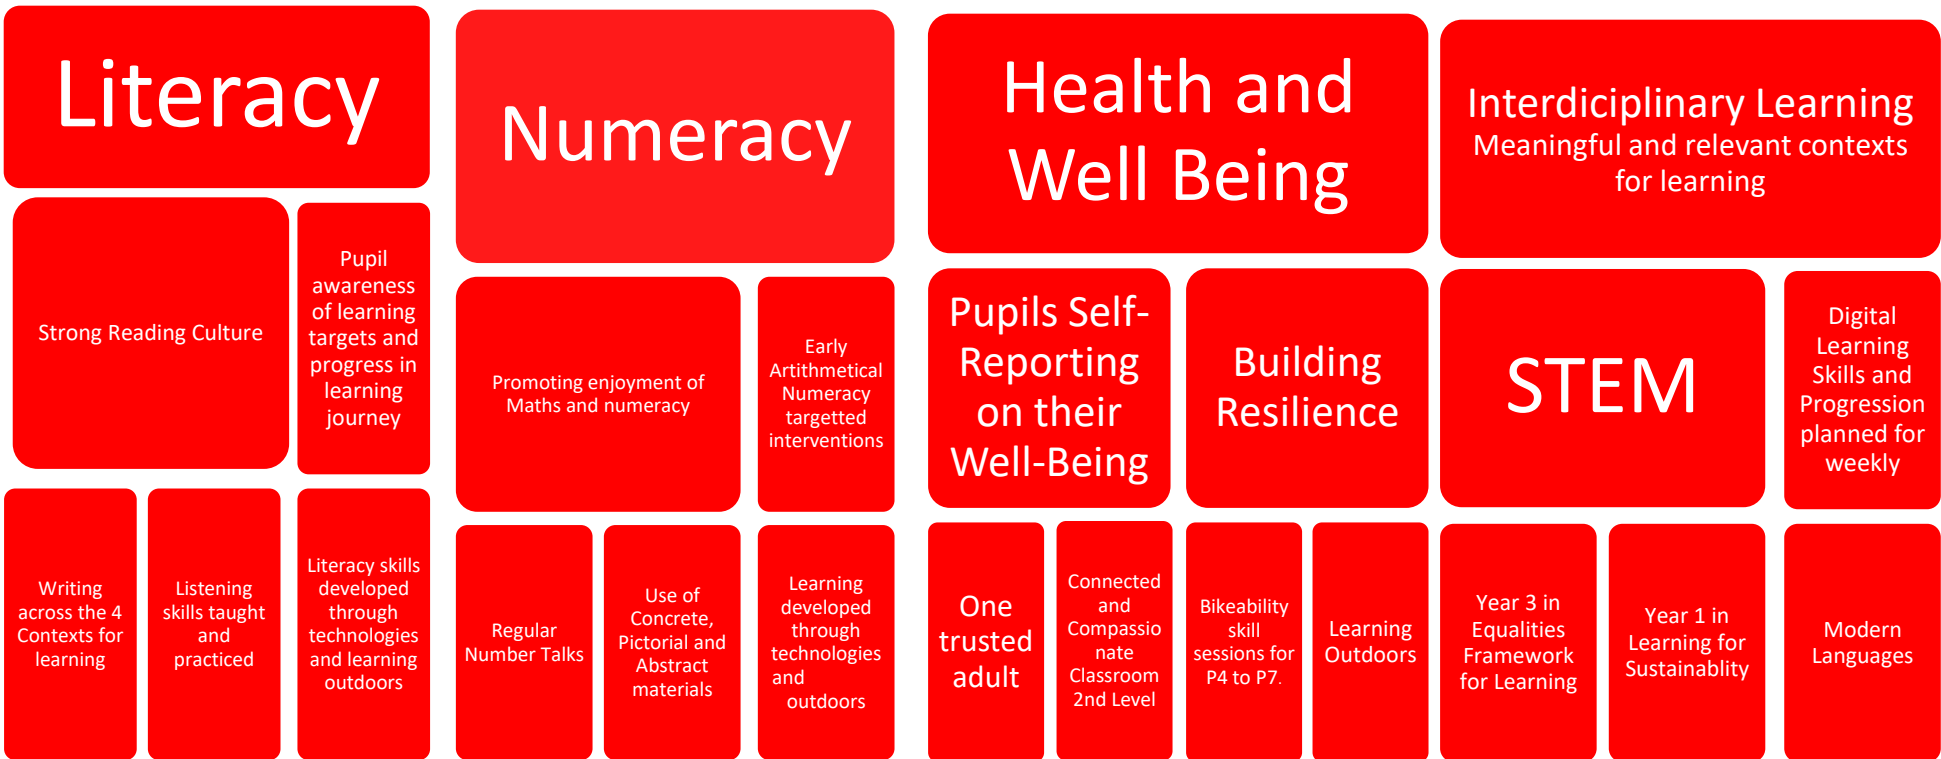 Literacy
Strong Reading Culture
Pupil
awareness
of learning
targets and
progress in
learning
journey
Writing
across the 4
Contexts for
learning
Listening
skills taught
and
practiced
Literacy skills
developed
through
technologies
and learning
outdoors
Numeracy
Promoting enjoyment of
Maths and numeracy
Early
Artithmetical
Numeracy
targetted
interventions
Regular
Number Talks
Use of
Concrete,
Pictorial and
Abstract
materials
Learning
developed
through
technologies
and
outdoors
Health and
Well Being
Pupils Self-
Reporting
on their
Well-Being
Building
Resilience
One
trusted
adult
Connected
and
Compassio
nate
Classroom
2nd Level
Bikeability
skill
sessions for
P4 to P7.
Learning
Outdoors
Interdiciplinary Learning
Meaningful and relevant contexts
for learning
STEM
Digital
Learning
Skills and
Progression
planned for
weekly
Year 3 in
Equalities
Framework
for Learning
Year 1 in
Learning for
Sustainablity
Modern
Languages